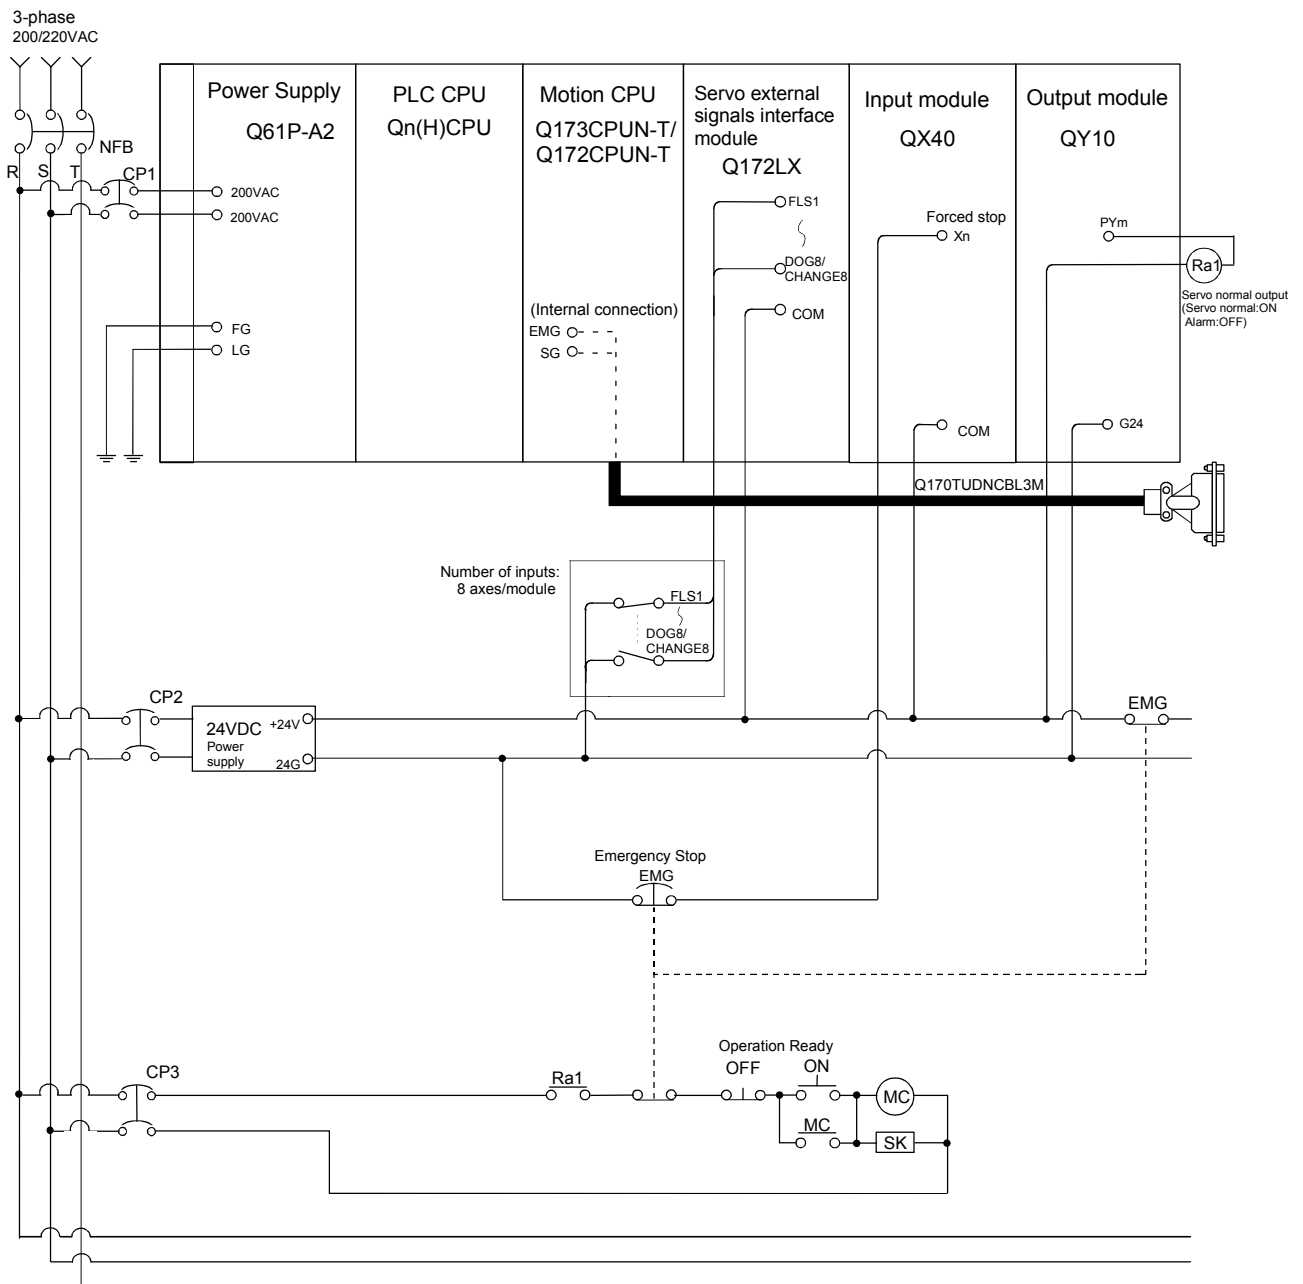 3-phase
200/220VAC
NFB
R
S
T
CP1
Power Supply
Q61P-A2
200VAC
200VAC
FG
LG
PLC CPU
Qn(H)CPU
Motion CPU
Q173CPUN-T/
Q172CPUN-T
(Internal connection)
EMG
SG
Servo external
signals interface
module
Q172LX
FLS1
DOG8/
CHANGE8
COM
Input module
QX40
Forced stop
Xn
COM
Output module
QY10
PYm
Ra1
Servo normal output
(Servo normal:ON
Alarm:OFF)
G24
Q170TUDNCBL3M
Number of inputs:
8 axes/module
FLS1
DOG8/
CHANGE8
CP2
24VDC
Power
supply
+24V
24G
EMG
Emergency Stop
EMG
CP3
Ra1
Operation Ready
OFF
ON
MC
MC
SK